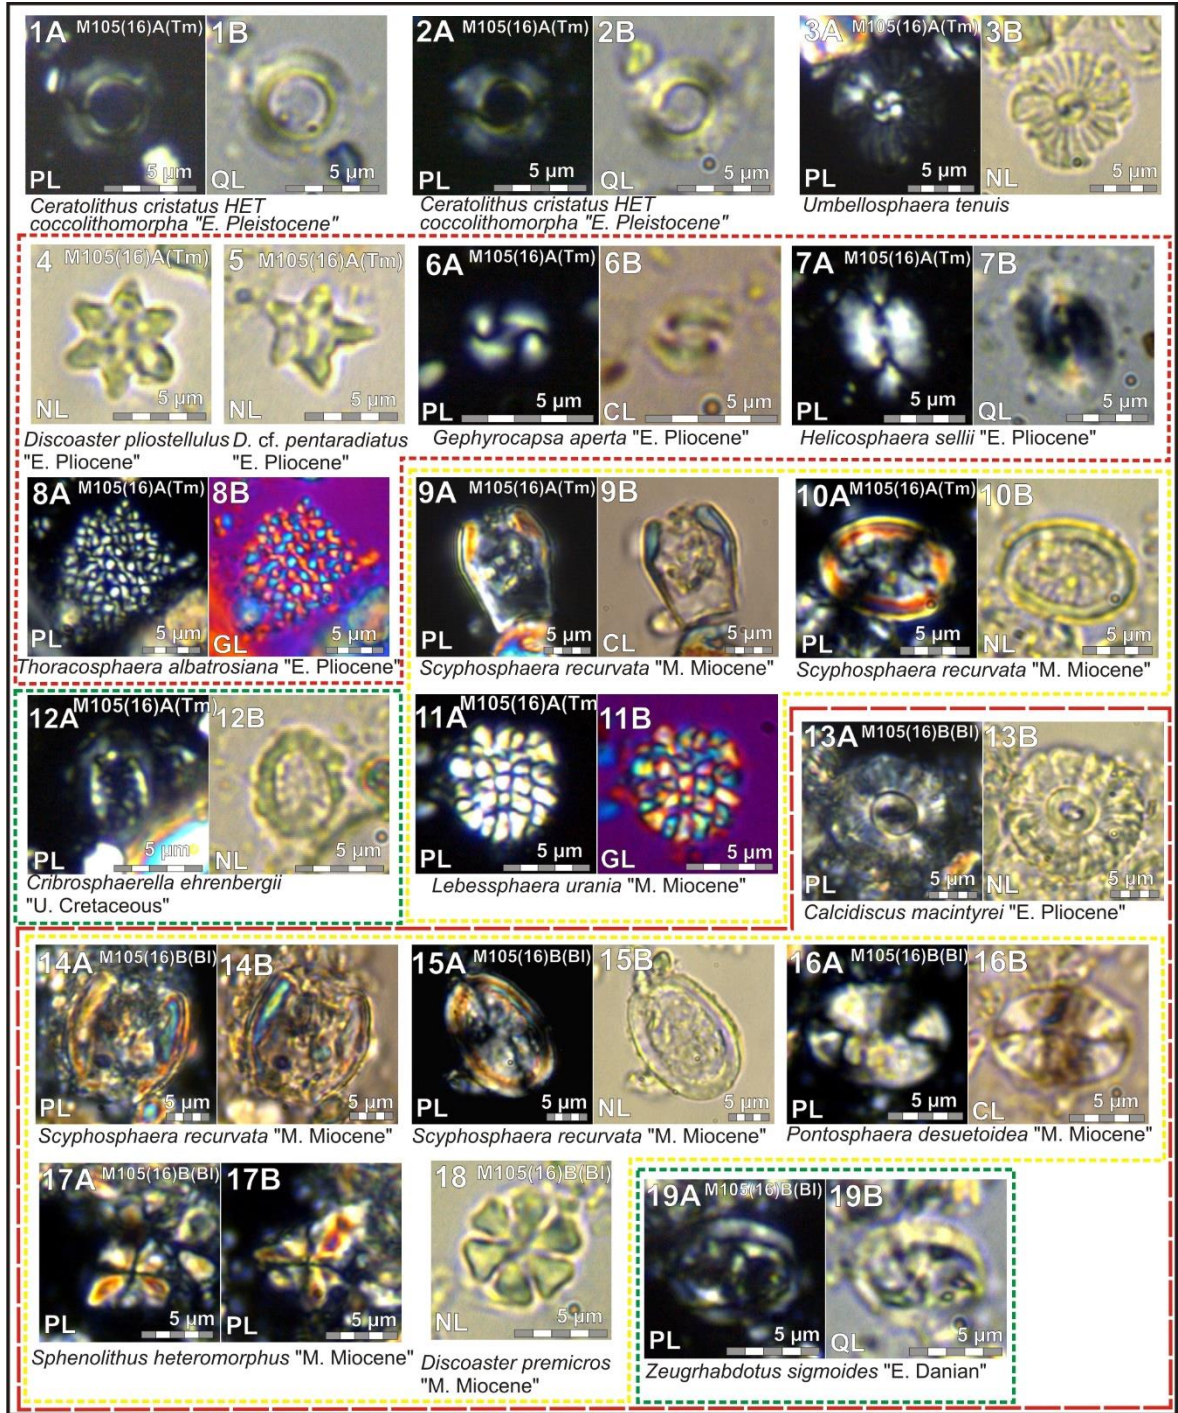 1A M105(16)A(Tm) 1B
PL 5 µm QL 5 µm
Ceratolithus cristatus HET
coccolithomorpha "E. Pleistocene"
2A M105(16)A(Tm) 2B
PL 5 µm QL 5 µm
Ceratolithus cristatus HET
coccolithomorpha "E. Pleistocene"
3A M105(16)A(Tm) 3B
PL 5 µm NL 5 µm
Umbellosphaera tenuis
4 M105(16)A(Tm)
NL 5 µm
Discoaster pliostellulus
"E. Pliocene"
5 M105(16)A(Tm)
NL 5 µm
D. cf. pentaradiatus
"E. Pliocene"
6A M105(16)A(Tm) 6B
PL 5 µm CL 5 µm
Gephyrocapsa aperta "E. Pliocene"
7A M105(16)A(Tm) 7B
PL 5 µm QL 5 µm
Helicosphaera sellii "E. Pliocene"
8A M105(16)A(Tm) 8B
PL 5 µm GL 5 µm
Thoracosphaera albatrosiana "E. Pliocene"
9A M105(16)A(Tm) 9B
PL 5 µm CL 5 µm
Scyphosphaera recurvata "M. Miocene"
10A M105(16)A(Tm) 10B
PL 5 µm NL 5 µm
Scyphosphaera recurvata "M. Miocene"
12A M105(16)A(Tm) 12B
PL 5 µm NL 5 µm
Cribrosphaerella ehrenbergii
"U. Cretaceous"
11A M105(16)A(Tm 11B
PL 5 µm GL 5 µm
Lebessphaera urania "M. Miocene"
13A M105(16)B(Bl) 13B
PL 5 µm NL 5 µm
Calcidiscus macintyrei "E. Pliocene"
14A M105(16)B(Bl) 14B
PL 5 µm PL 5 µm
Scyphosphaera recurvata "M. Miocene"
15A M105(16)B(Bl) 15B
PL 5 µm NL 5 µm
Scyphosphaera recurvata "M. Miocene"
16A M105(16)B(Bl) 16B
PL 5 µm CL 5 µm
Pontosphaera desuetoidea "M. Miocene"
17A M105(16)B(Bl) 17B
PL 5 µm PL 5 µm
Sphenolithus heteromorphus "M. Miocene"
18 M105(16)B(Bl)
NL 5 µm
Discoaster premicros
"M. Miocene"
19A M105(16)B(Bl) 19B
PL 5 µm QL 5 µm
Zeugrhabdotus sigmoides "E. Danian"